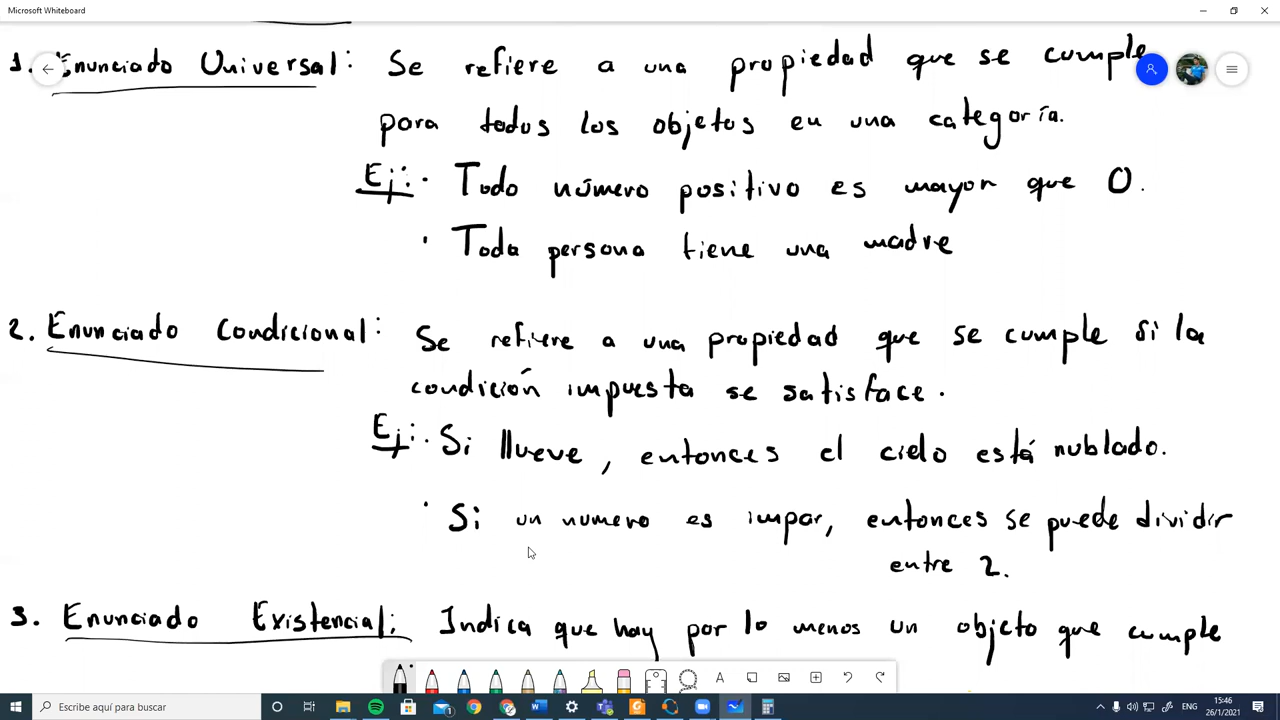 Microsoft Whiteboard
1. Enunciado Universal: Se refiere a una propiedad que se cumple
para todos los objetos en una categoría.
Ej: · Todo número positivo es mayor que 0.
· Toda persona tiene una madre
2. Enunciado Condicional: Se refiere a una propiedad que se cumple si la
condición impuesta se satisface.
Ej: · Si llueve, entonces el cielo está nublado.
· Si un numero es impar, entonces se puede dividir
entre 2.
3. Enunciado Existencial: Indica que hay por lo menos un objeto que cumple
Escribe aquí para buscar
15:46
26/1/2021